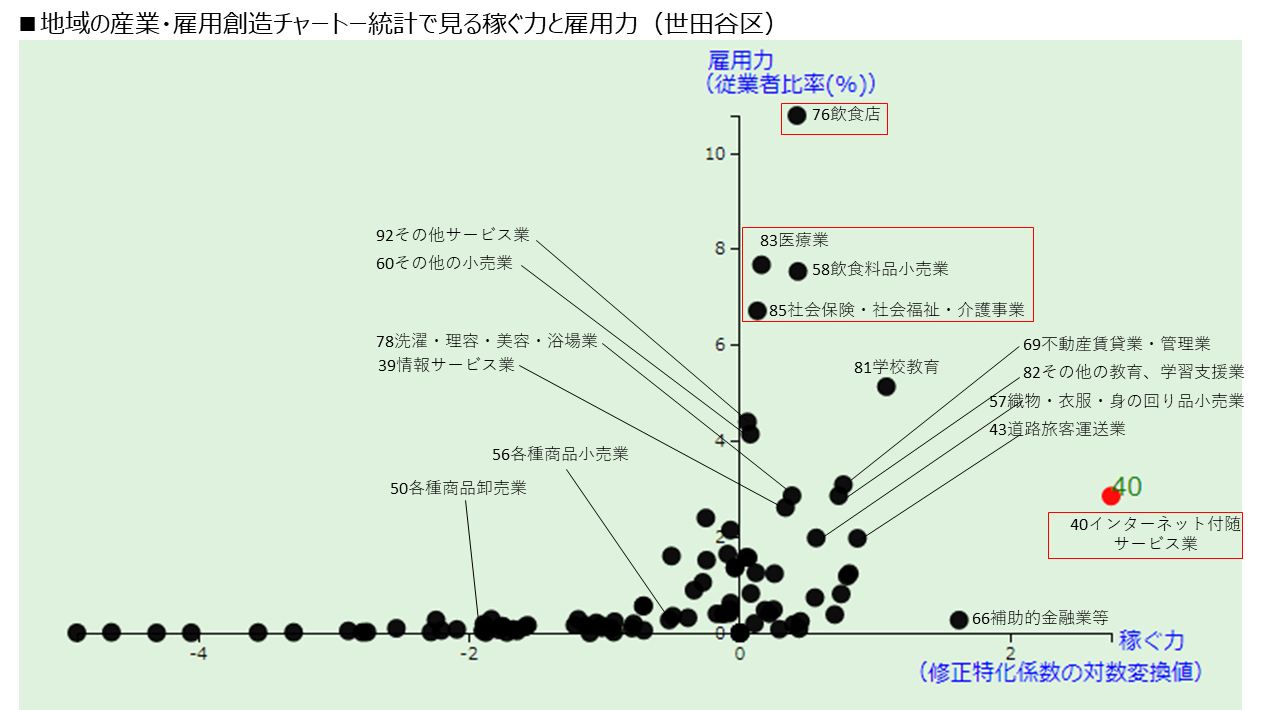 ■地域の産業・雇用創造チャートー統計で見る稼ぐ力と雇用力（世田谷区）
雇用力
（従業者比率(%)）
76飲食店
10
92その他サービス業
83医療業
8
60その他の小売業
58飲食料品小売業
85社会保険・社会福祉・介護事業
78洗濯・理容・美容・浴場業
6
69不動産賃貸業・管理業
39情報サービス業
81学校教育
82その他の教育、学習支援業
57織物・衣服・身の回り品小売業
43道路旅客運送業
4
56各種商品小売業
50各種商品卸売業
40
40インターネット付随
サービス業
2
66補助的金融業等
0
稼ぐ力
-4
-2
0
2
（修正特化係数の対数変換値）